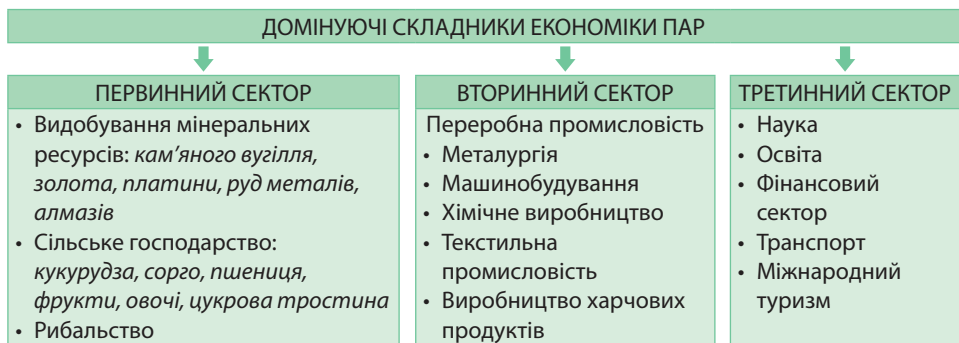 ДОМІНУЮЧІ СКЛАДНИКИ ЕКОНОМІКИ ПАР
ПЕРВИННИЙ СЕКТОР
• Видобування мінеральних
ресурсів: кам’яного вугілля,
золота, платини, руд металів,
алмазів
• Сільське господарство:
кукурудза, сорго, пшениця,
фрукти, овочі, цукрова тростина
• Рибальство
ВТОРИННИЙ СЕКТОР
Переробна промисловість
• Металургія
• Машинобудування
• Хімічне виробництво
• Текстильна
промисловість
• Виробництво харчових
продуктів
ТРЕТИННИЙ СЕКТОР
• Наука
• Освіта
• Фінансовий
сектор
• Транспорт
• Міжнародний
туризм